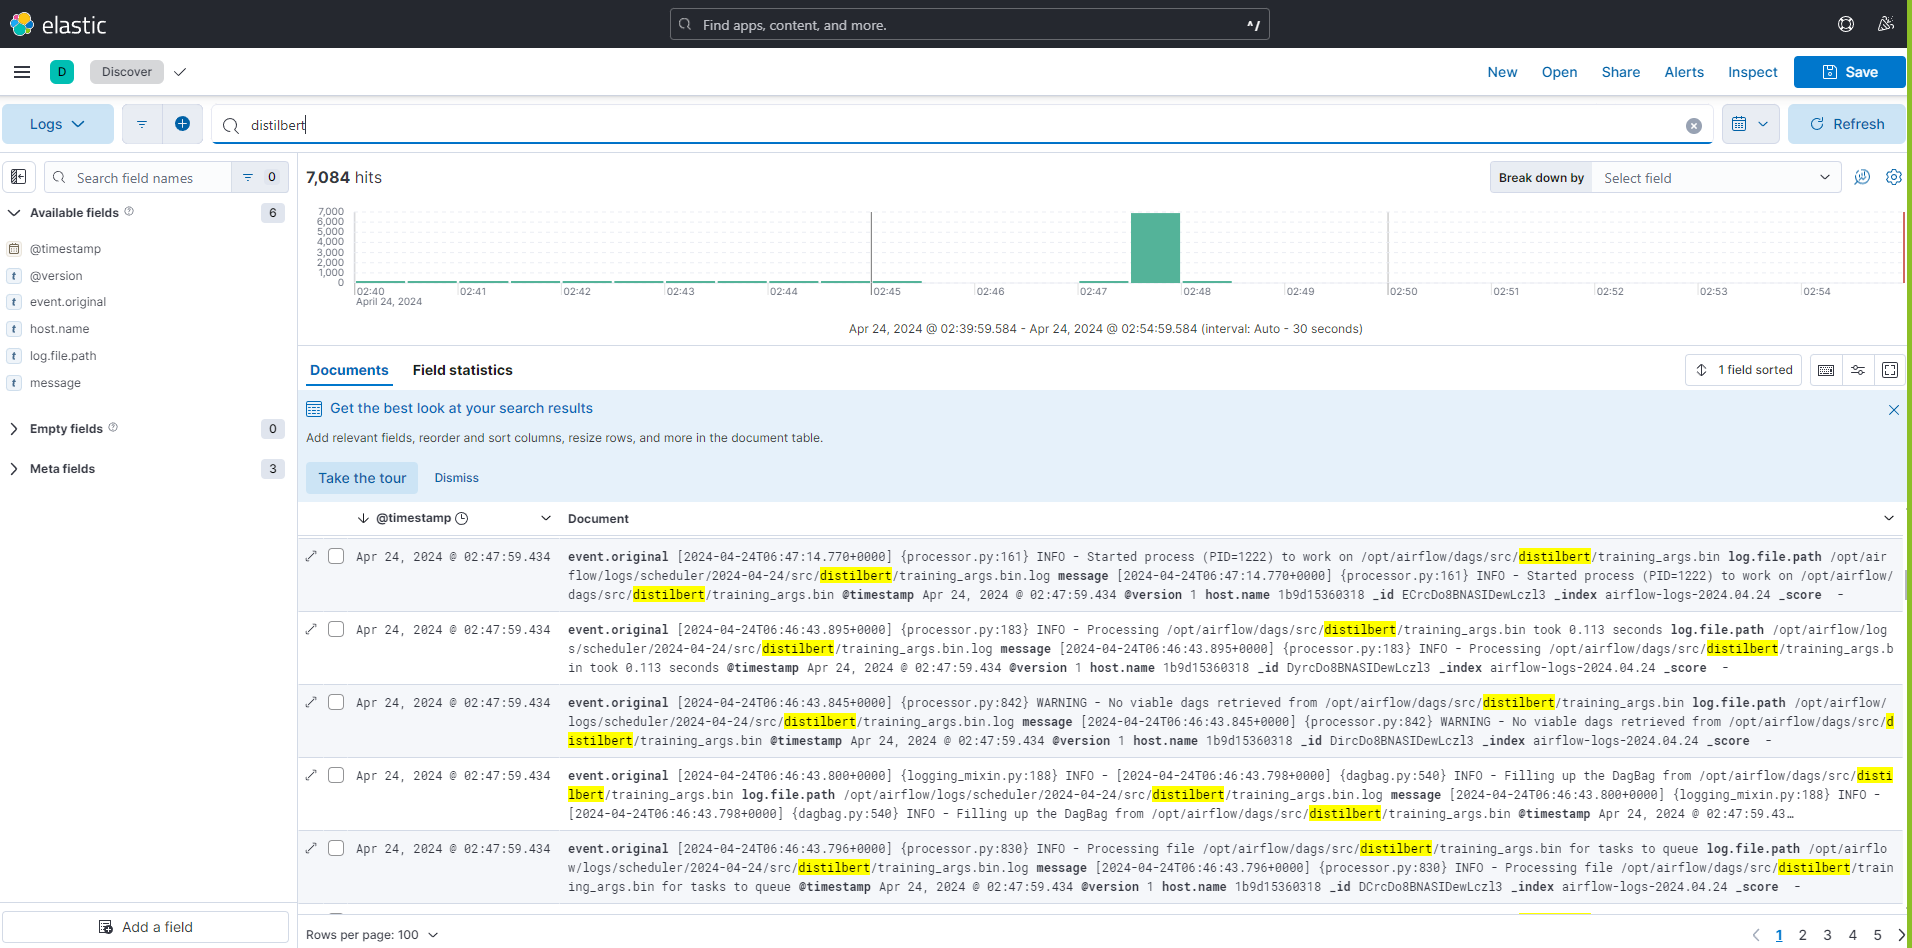 elastic
Find apps, content, and more.
^/
D
Discover
New
Open
Share
Alerts
Inspect
Save
Logs
distilbert
Refresh
Search field names
0
7,084 hits
Break down by
Select field
Available fields
6
@timestamp
@version
event.original
host.name
log.file.path
message
Empty fields
0
Meta fields
3
7,000
6,000
5,000
4,000
3,000
2,000
1,000
0
02:40
02:41
02:42
02:43
02:44
02:45
02:46
02:47
02:48
02:49
02:50
02:51
02:52
02:53
02:54
April 24, 2024
Apr 24, 2024 @ 02:39:59.584 - Apr 24, 2024 @ 02:54:59.584 (interval: Auto - 30 seconds)
Documents
Field statistics
1 field sorted
Get the best look at your search results
Add relevant fields, reorder and sort columns, resize rows, and more in the document table.
Take the tour
Dismiss
@timestamp
Document
Apr 24, 2024 @ 02:47:59.434
event.original [2024-04-24T06:47:14.770+0000] {processor.py:161} INFO - Started process (PID=1222) to work on /opt/airflow/dags/src/distilbert/training_args.bin log.file.path /opt/air
flow/logs/scheduler/2024-04-24/src/distilbert/training_args.bin.log message [2024-04-24T06:47:14.770+0000] {processor.py:161} INFO - Started process (PID=1222) to work on /opt/airflow/
dags/src/distilbert/training_args.bin @timestamp Apr 24, 2024 @ 02:47:59.434 @version 1 host.name 1b9d15360318 _id ECrcDo8BNASIDewLczl3 _index airflow-logs-2024.04.24 _score -
Apr 24, 2024 @ 02:47:59.434
event.original [2024-04-24T06:46:43.895+0000] {processor.py:183} INFO - Processing /opt/airflow/dags/src/distilbert/training_args.bin took 0.113 seconds log.file.path /opt/airflow/log
s/scheduler/2024-04-24/src/distilbert/training_args.bin.log message [2024-04-24T06:46:43.895+0000] {processor.py:183} INFO - Processing /opt/airflow/dags/src/distilbert/training_args.b
in took 0.113 seconds @timestamp Apr 24, 2024 @ 02:47:59.434 @version 1 host.name 1b9d15360318 _id DyrcDo8BNASIDewLczl3 _index airflow-logs-2024.04.24 _score -
Apr 24, 2024 @ 02:47:59.434
event.original [2024-04-24T06:46:43.845+0000] {processor.py:842} WARNING - No viable dags retrieved from /opt/airflow/dags/src/distilbert/training_args.bin log.file.path /opt/airflow/
logs/scheduler/2024-04-24/src/distilbert/training_args.bin.log message [2024-04-24T06:46:43.845+0000] {processor.py:842} WARNING - No viable dags retrieved from /opt/airflow/dags/src/d
istilbert/training_args.bin @timestamp Apr 24, 2024 @ 02:47:59.434 @version 1 host.name 1b9d15360318 _id DircDo8BNASIDewLczl3 _index airflow-logs-2024.04.24 _score -
Apr 24, 2024 @ 02:47:59.434
event.original [2024-04-24T06:46:43.800+0000] {logging_mixin.py:188} INFO - [2024-04-24T06:46:43.798+0000] {dagbag.py:540} INFO - Filling up the DagBag from /opt/airflow/dags/src/disti
lbert/training_args.bin log.file.path /opt/airflow/logs/scheduler/2024-04-24/src/distilbert/training_args.bin.log message [2024-04-24T06:46:43.800+0000] {logging_mixin.py:188} INFO -
[2024-04-24T06:46:43.798+0000] {dagbag.py:540} INFO - Filling up the DagBag from /opt/airflow/dags/src/distilbert/training_args.bin @timestamp Apr 24, 2024 @ 02:47:59.43…
Apr 24, 2024 @ 02:47:59.434
event.original [2024-04-24T06:46:43.796+0000] {processor.py:830} INFO - Processing file /opt/airflow/dags/src/distilbert/training_args.bin for tasks to queue log.file.path /opt/airflo
w/logs/scheduler/2024-04-24/src/distilbert/training_args.bin.log message [2024-04-24T06:46:43.796+0000] {processor.py:830} INFO - Processing file /opt/airflow/dags/src/distilbert/train
ing_args.bin for tasks to queue @timestamp Apr 24, 2024 @ 02:47:59.434 @version 1 host.name 1b9d15360318 _id DCrcDo8BNASIDewLczl3 _index airflow-logs-2024.04.24 _score -
Add a field
Rows per page: 100
1 2 3 4 5